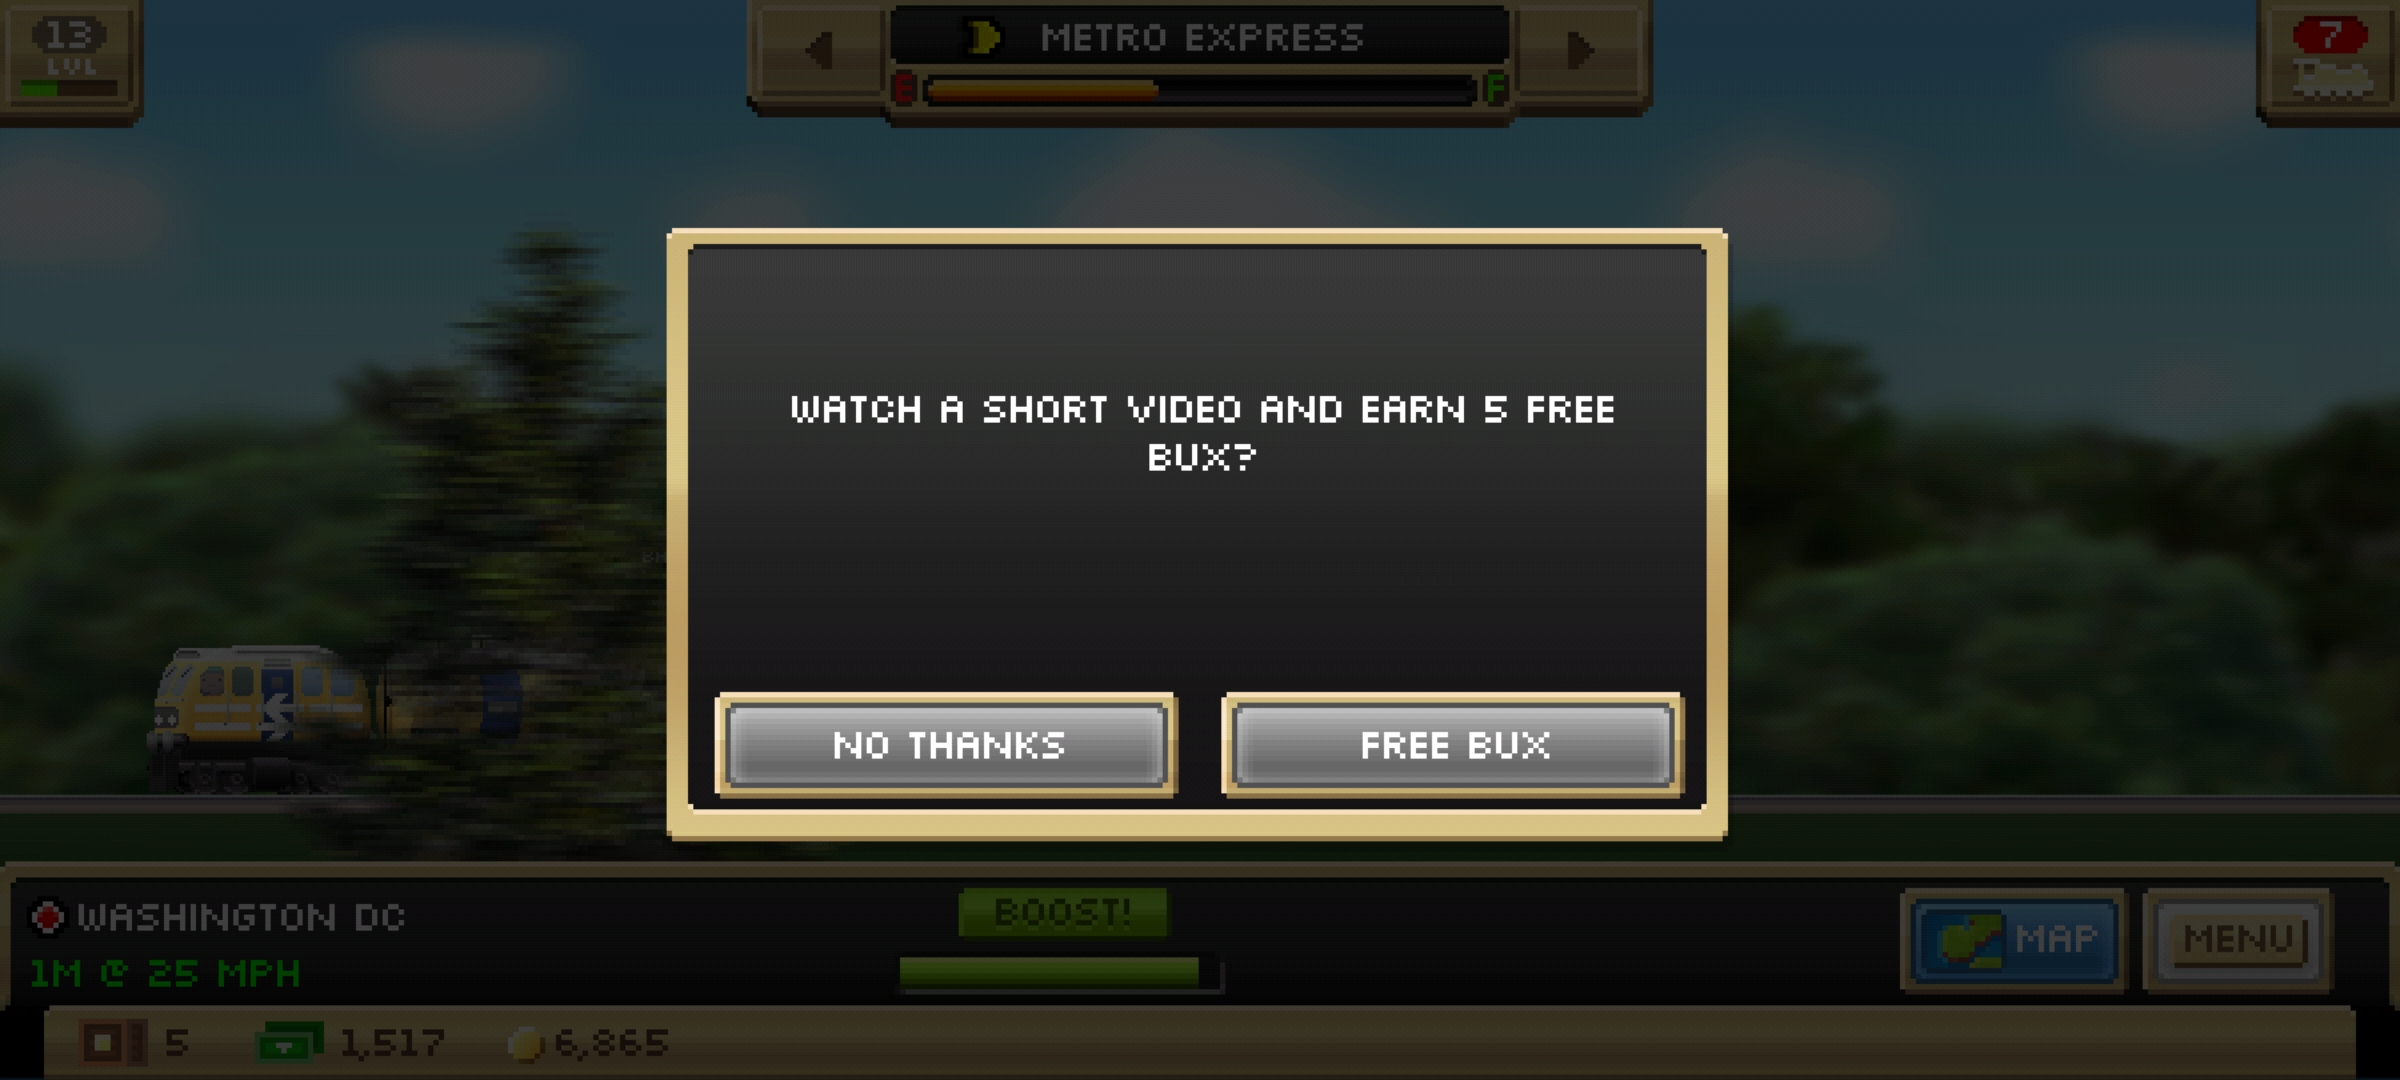 13
LVL
METRO EXPRESS
E F
7
WATCH A SHORT VIDEO AND EARN 5 FREE
BUX?
NO THANKS
FREE BUX
WASHINGTON DC
1M @ 25 MPH
BOOST!
MAP
MENU
5
1,517
6,865